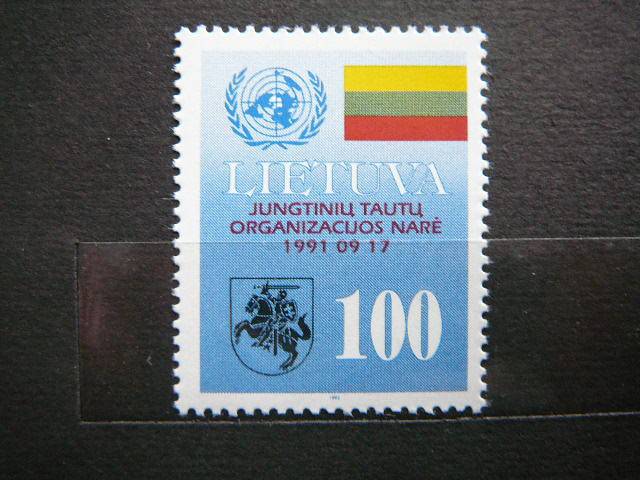 LIETUVA
JUNGTINIŲ TAUTŲ
ORGANIZACIJOS NARĖ
1991 09 17
100